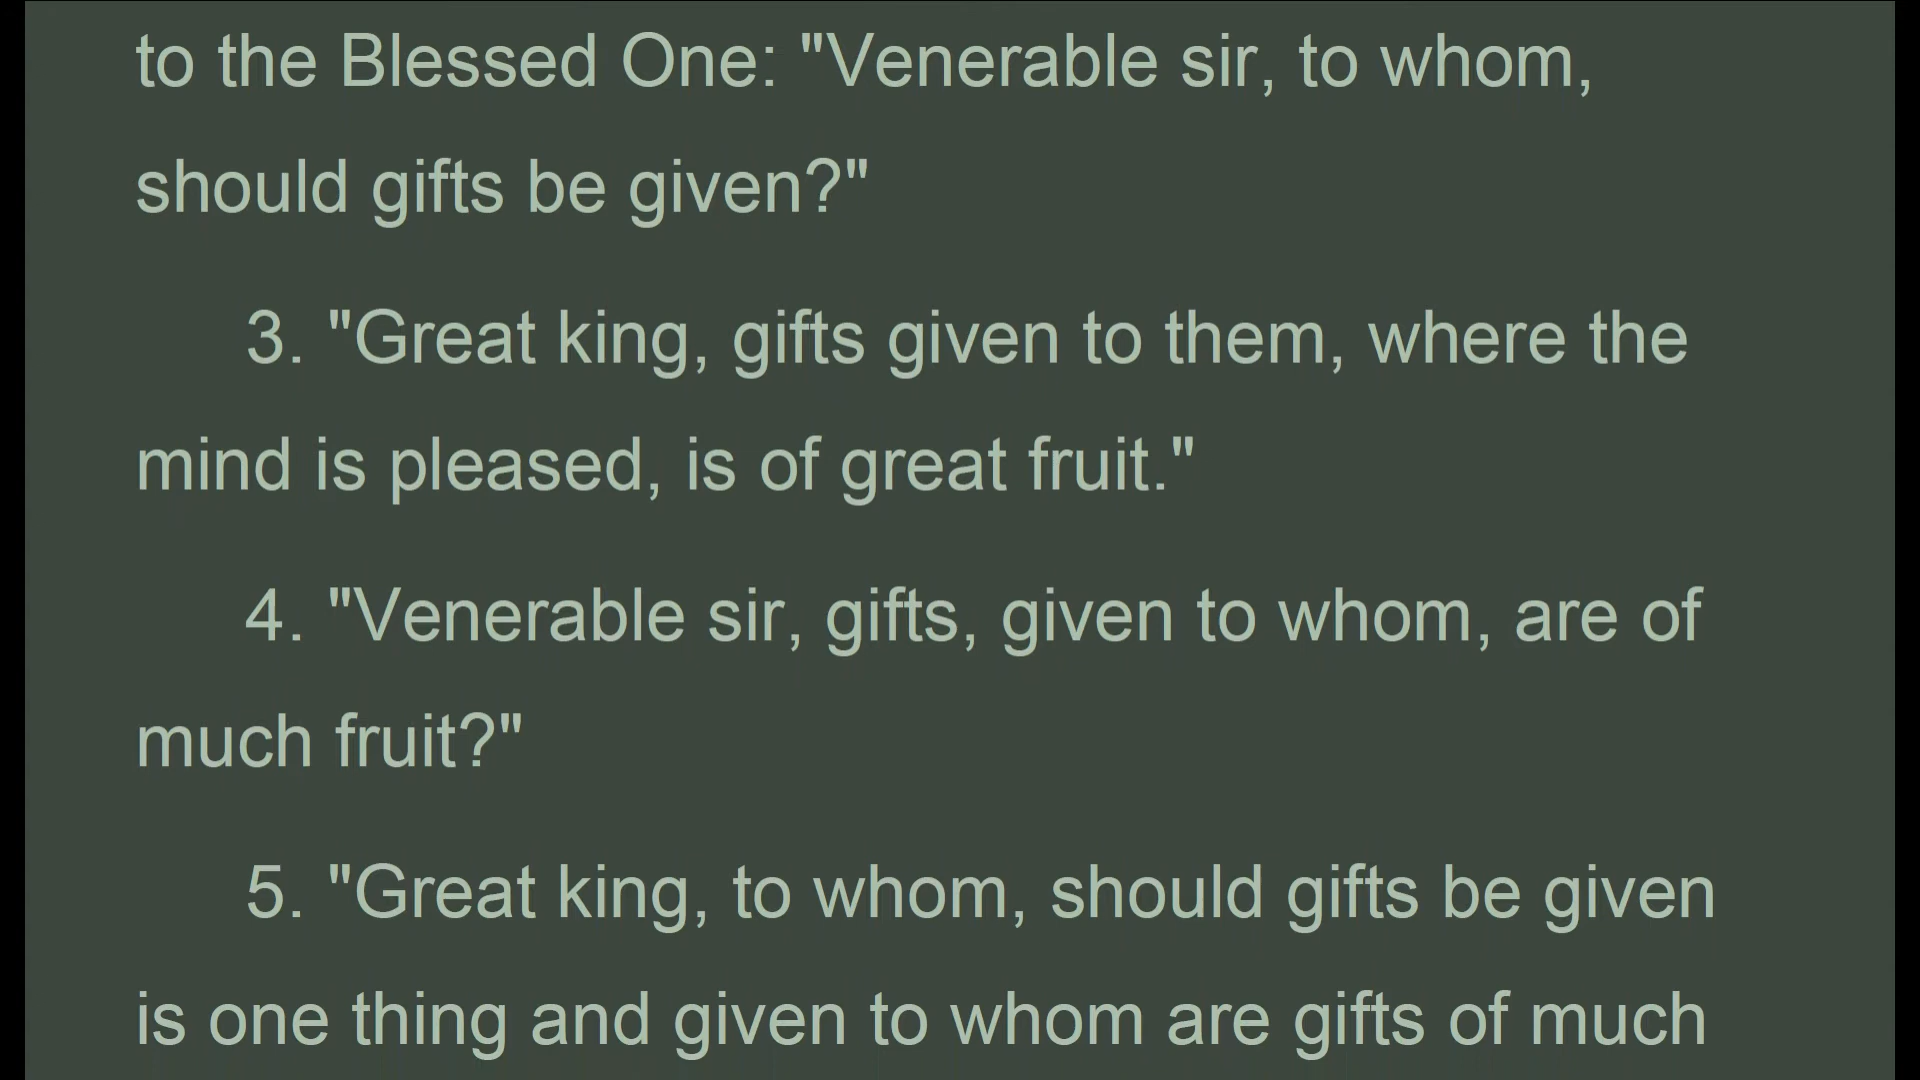 to the Blessed One: "Venerable sir, to whom,
should gifts be given?"
3. "Great king, gifts given to them, where the
mind is pleased, is of great fruit."
4. "Venerable sir, gifts, given to whom, are of
much fruit?"
5. "Great king, to whom, should gifts be given
is one thing and given to whom are gifts of much